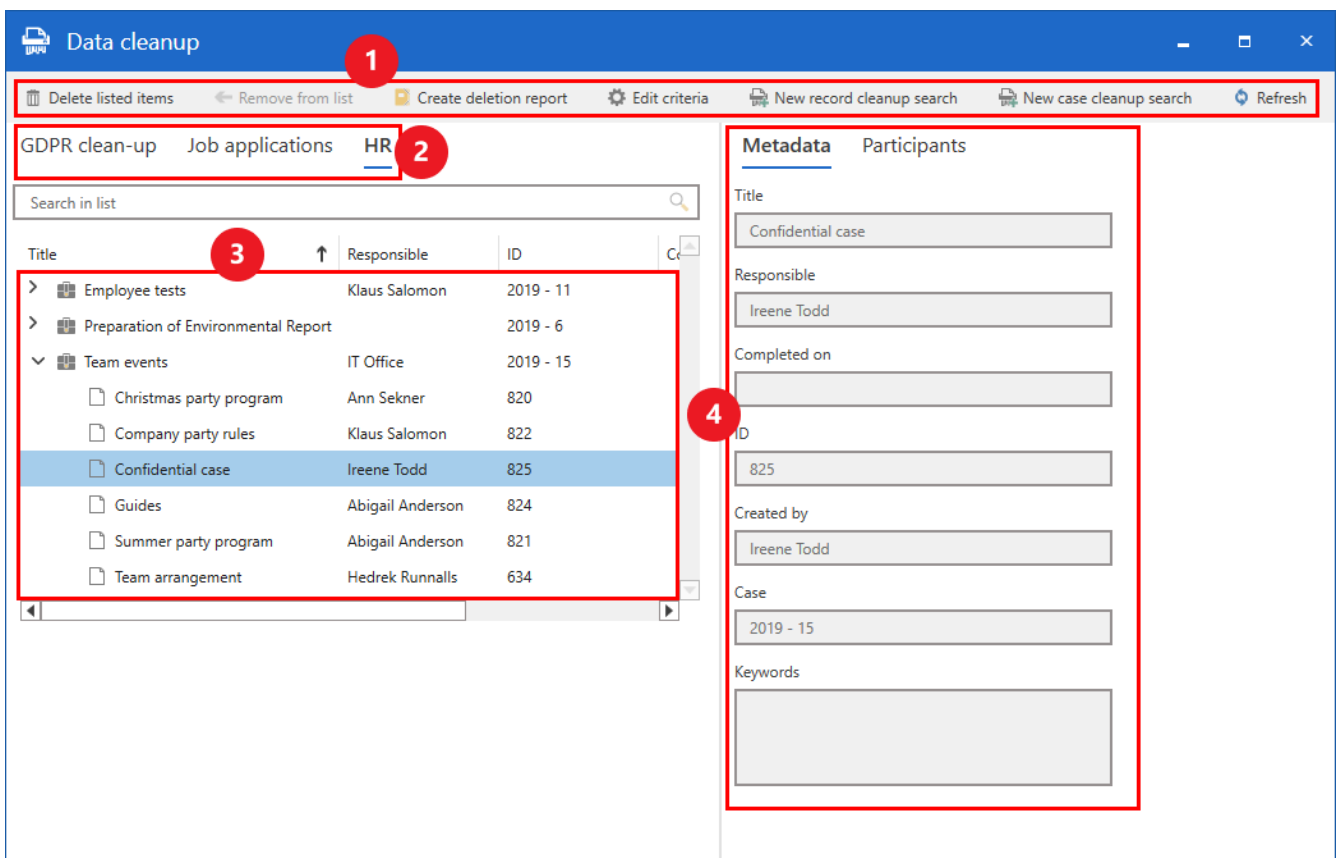 Data cleanup
1
Delete listed items Remove from list Create deletion report Edit criteria New record cleanup search New case cleanup search Refresh
GDPR clean-up Job applications HR
2
Search in list
3
Title Responsible ID Co
Employee tests Klaus Salomon 2019 - 11
Preparation of Environmental Report 2019 - 6
Team events IT Office 2019 - 15
Christmas party program Ann Sekner 820
Company party rules Klaus Salomon 822
Confidential case Ireene Todd 825
Guides Abigail Anderson 824
Summer party program Abigail Anderson 821
Team arrangement Hedrek Runnalls 634
4
Metadata Participants
Title
Confidential case
Responsible
Ireene Todd
Completed on
ID
825
Created by
Ireene Todd
Case
2019 - 15
Keywords